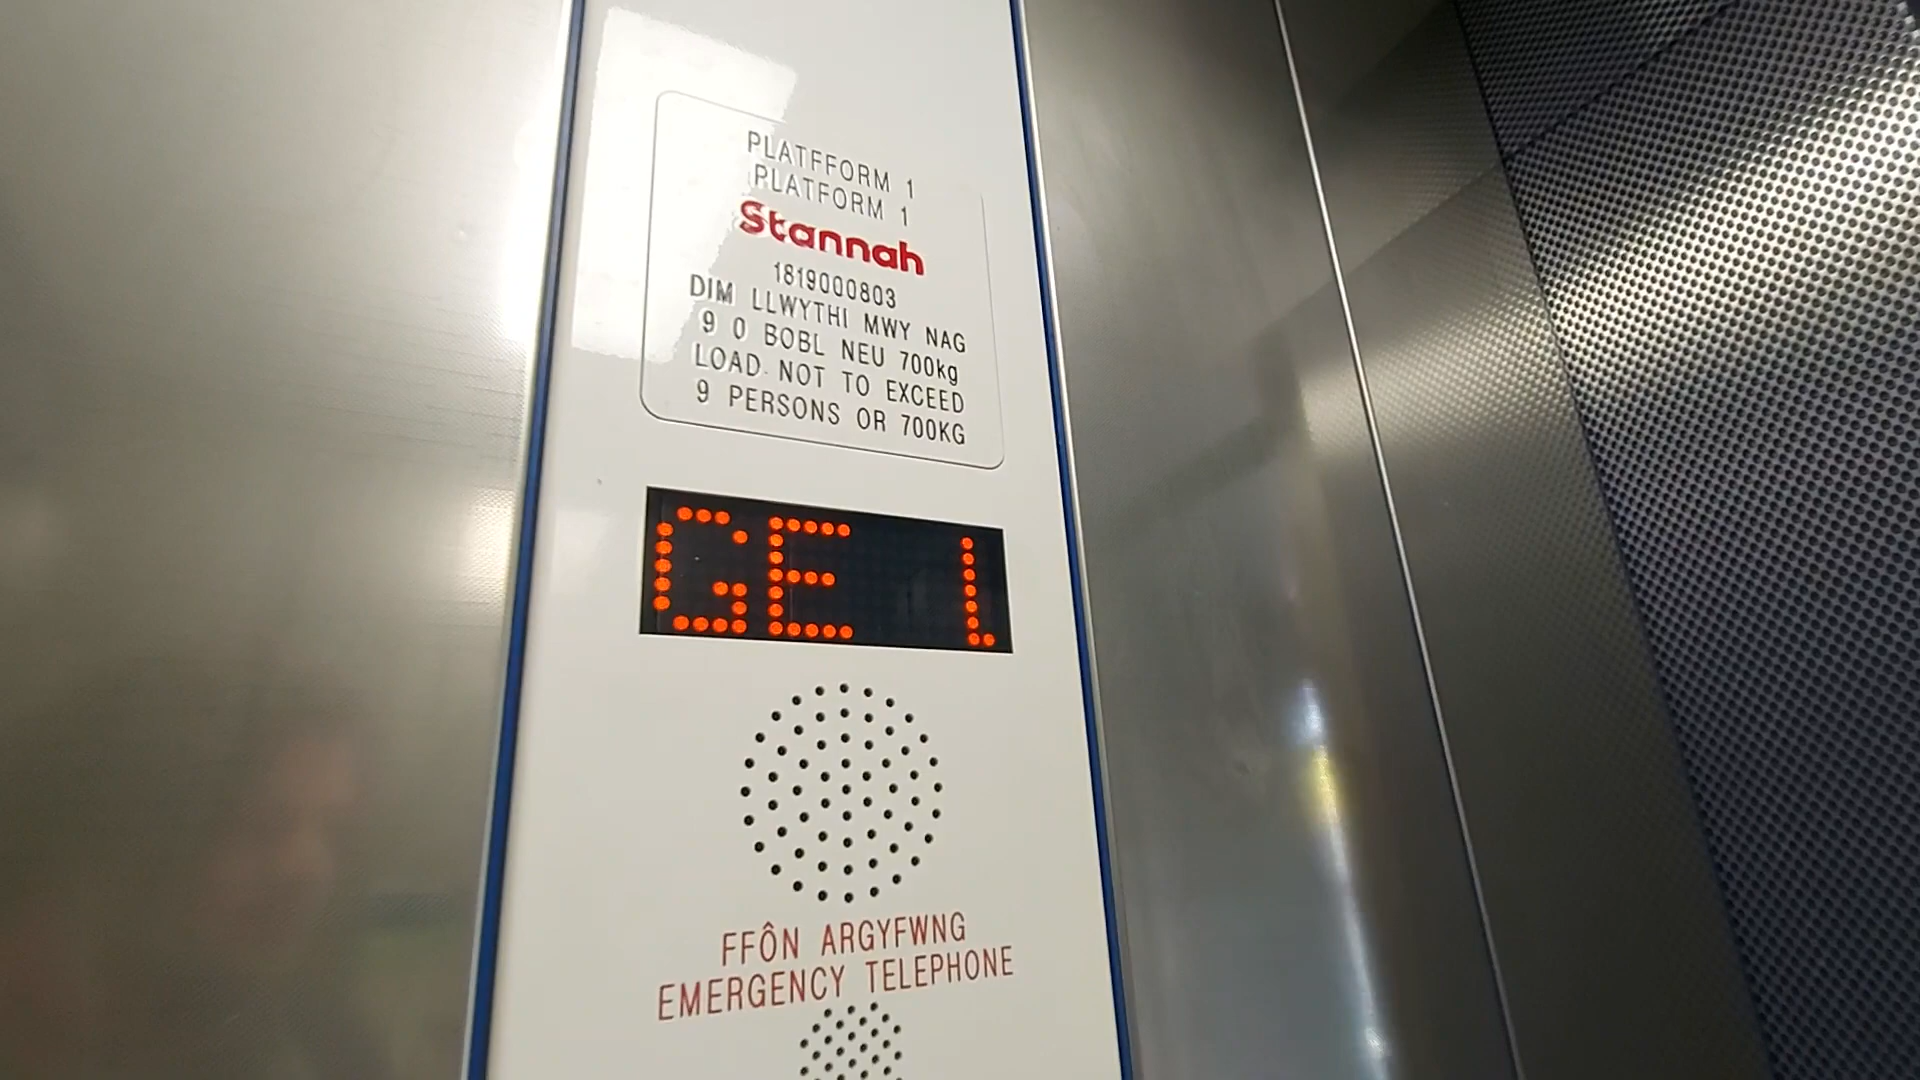 PLATFFORM 1
PLATFORM 1
Stannah
1819000803
DIM LLWYTHI MWY NAG
9 O BOBL NEU 700kg
LOAD NOT TO EXCEED
9 PERSONS OR 700KG
GE L
FFÔN ARGYFWNG
EMERGENCY TELEPHONE